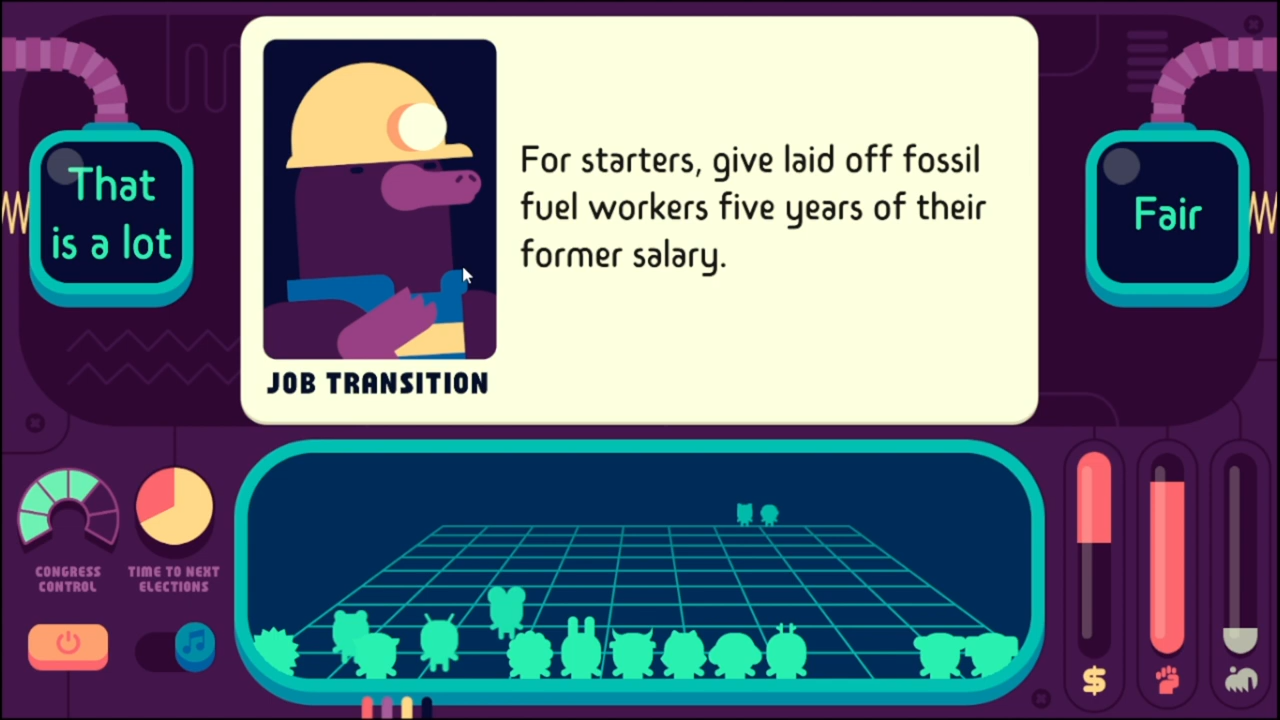 That
is a lot
For starters, give laid off fossil
fuel workers five years of their
former salary.
Fair
JOB TRANSITION
CONGRESS
CONTROL
TIME TO NEXT
ELECTIONS
$